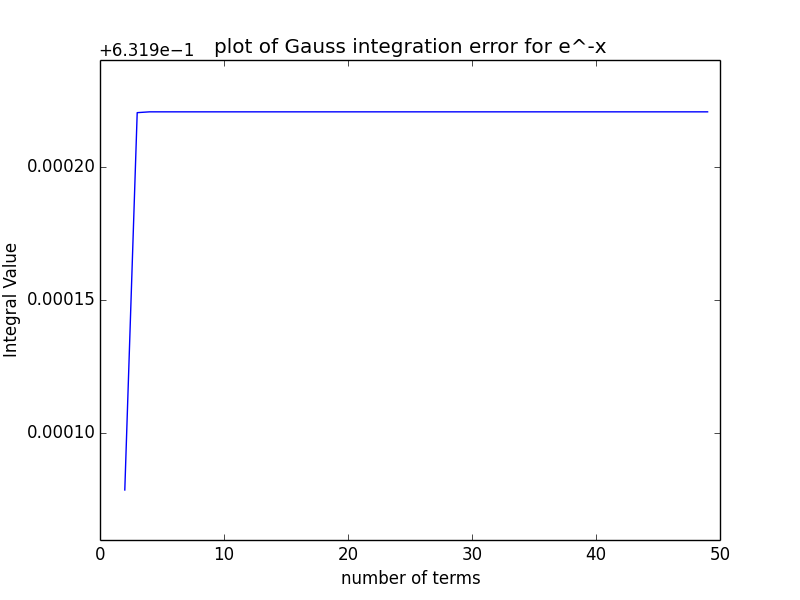 +6.319e−1
plot of Gauss integration error for e^-x
0.00020
0.00015
0.00010
Integral Value
0
10
20
30
40
50
number of terms